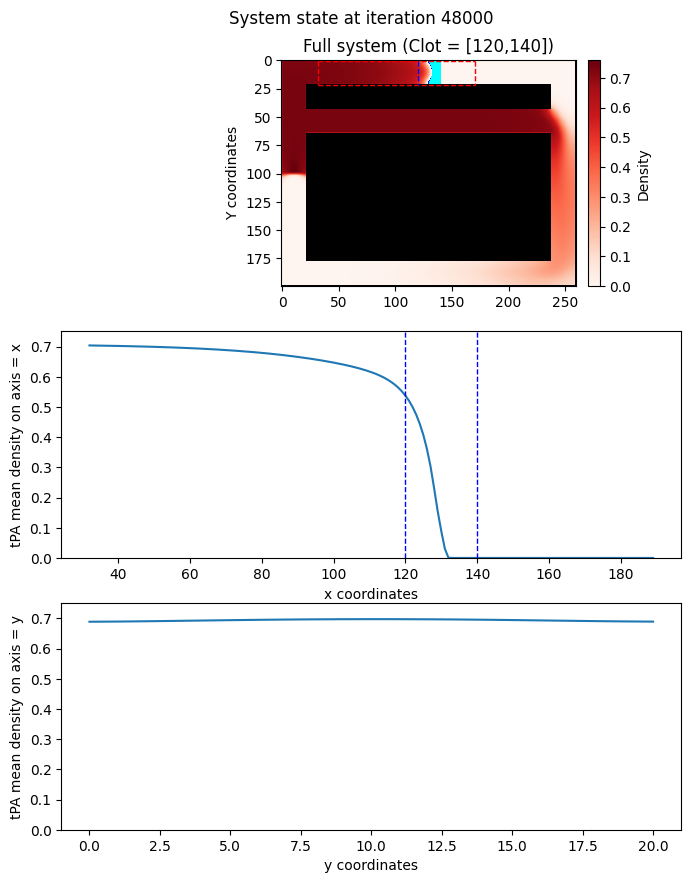 System state at iteration 48000
Full system (Clot = [120,140])
Y coordinates
0
25
50
75
100
125
150
175
0 50 100 150 200 250
0.7
0.6
0.5
0.4
0.3
0.2
0.1
0.0
Density
tPA mean density on axis = x
0.7
0.6
0.5
0.4
0.3
0.2
0.1
0.0
40 60 80 100 120 140 160 180
x coordinates
tPA mean density on axis = y
0.7
0.6
0.5
0.4
0.3
0.2
0.1
0.0
0.0 2.5 5.0 7.5 10.0 12.5 15.0 17.5 20.0
y coordinates